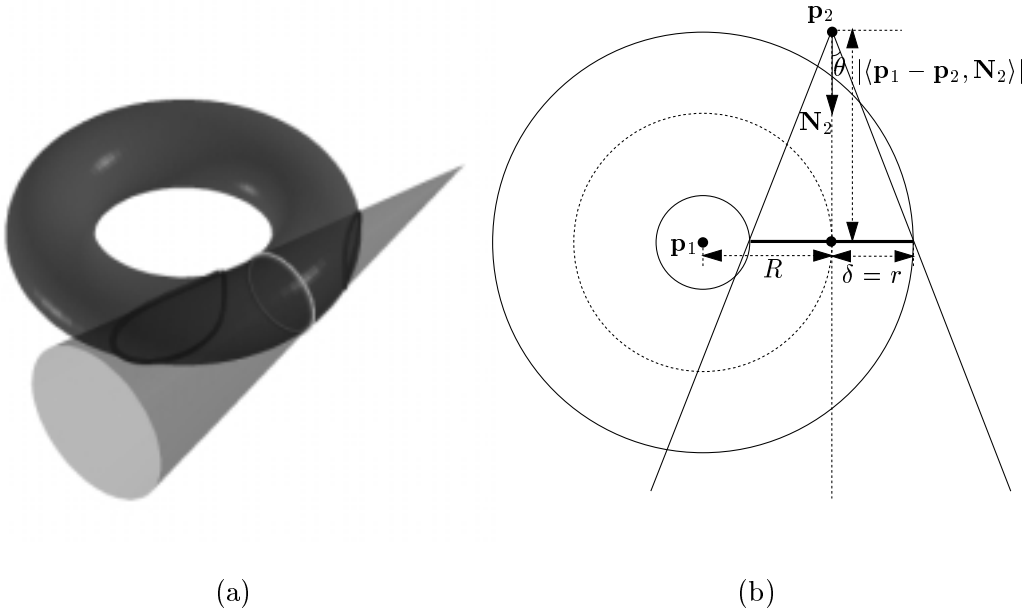 p₂
θ
|⟨p₁ − p₂, N₂⟩|
N₂
p₁
R
δ = r
(a)
(b)